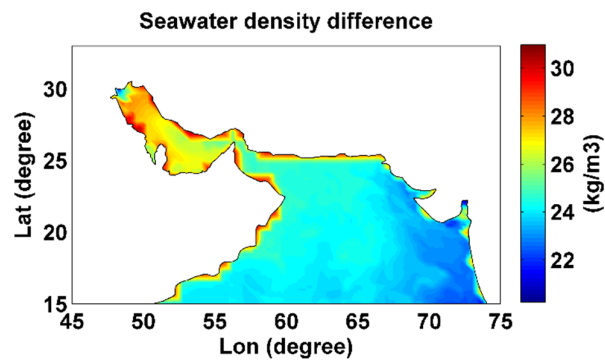 Seawater density difference
Lat (degree)
30
25
20
15
45 50 55 60 65 70 75
Lon (degree)
30
28
26
24
22
(kg/m3)